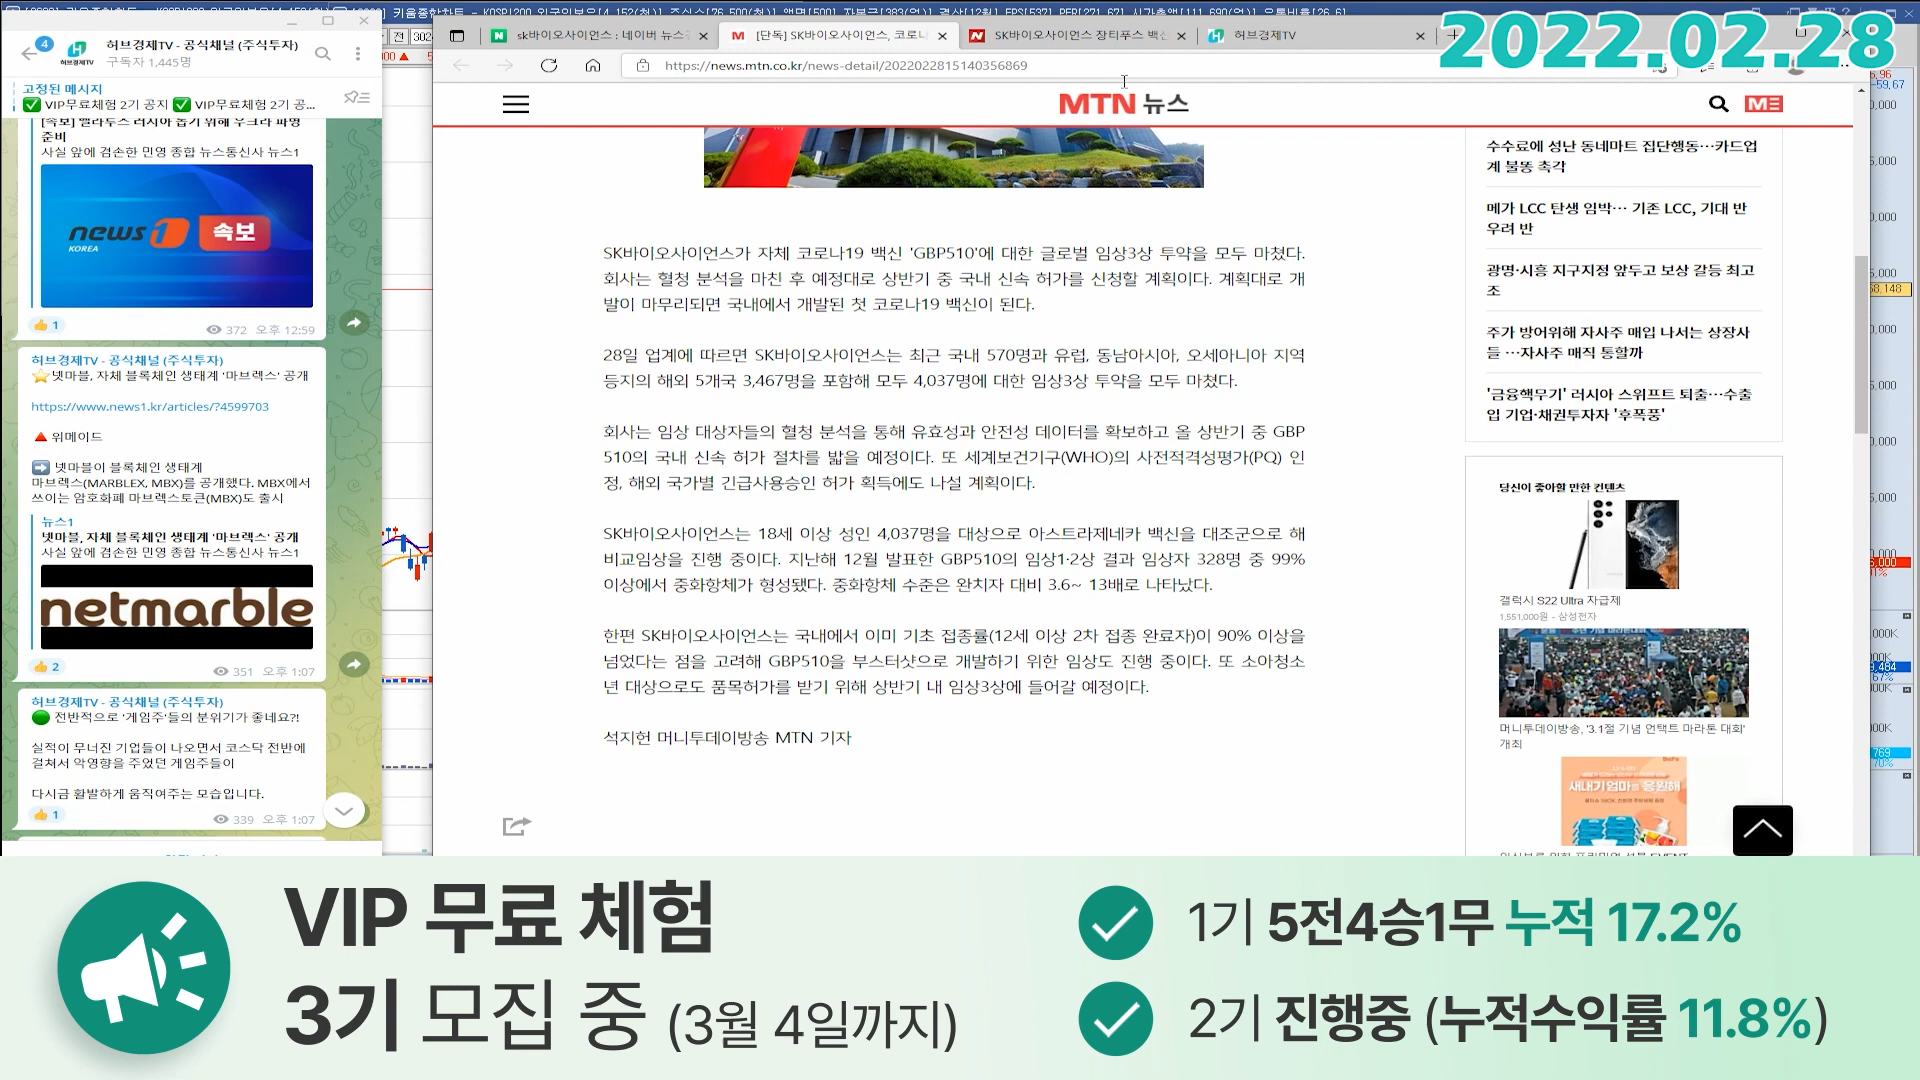 2022.02.28
4
허브경제TV - 공식채널 (주식투자)
구독자 1,445명
고정된 메시지
VIP무료체험 2기 공지 ✅ VIP무료체험 2기 공...
[속보] 벨라루스 러시아 돕기 위해 우크라 파병
준비
사실 앞에 겸손한 민영 종합 뉴스통신사 뉴스1
news1 KOREA 속보
1
372 오후 12:59
허브경제TV - 공식채널 (주식투자)
⭐넷마블, 자체 블록체인 생태계 '마브렉스' 공개
https://www.news1.kr/articles/?4599703
🔺 위메이드
➡️ 넷마블이 블록체인 생태계
마브렉스(MARBLEX, MBX)를 공개했다. MBX에서
쓰이는 암호화폐 마브렉스토큰(MBX)도 출시
뉴스1
넷마블, 자체 블록체인 생태계 '마브렉스' 공개
사실 앞에 겸손한 민영 종합 뉴스통신사 뉴스1
netmarble
2
351 오후 1:07
허브경제TV - 공식채널 (주식투자)
🟢 전반적으로 '게임주'들의 분위기가 좋네요?!
실적이 무너진 기업들이 나오면서 코스닥 전반에
걸쳐서 악영향을 주었던 게임주들이
다시금 활발하게 움직여주는 모습입니다.
1
339 오후 1:07
sk바이오사이언스 : 네이버 뉴스
[단독] SK바이오사이언스, 코로나
SK바이오사이언스 장티푸스 백신
허브경제TV
https://news.mtn.co.kr/news-detail/2022022815140356869
MTN 뉴스
ME
SK바이오사이언스가 자체 코로나19 백신 'GBP510'에 대한 글로벌 임상3상 투약을 모두 마쳤다.
회사는 혈청 분석을 마친 후 예정대로 상반기 중 국내 신속 허가를 신청할 계획이다. 계획대로 개
발이 마무리되면 국내에서 개발된 첫 코로나19 백신이 된다.
28일 업계에 따르면 SK바이오사이언스는 최근 국내 570명과 유럽, 동남아시아, 오세아니아 지역
등지의 해외 5개국 3,467명을 포함해 모두 4,037명에 대한 임상3상 투약을 모두 마쳤다.
회사는 임상 대상자들의 혈청 분석을 통해 유효성과 안전성 데이터를 확보하고 올 상반기 중 GBP
510의 국내 신속 허가 절차를 밟을 예정이다. 또 세계보건기구(WHO)의 사전적격성평가(PQ) 인
정, 해외 국가별 긴급사용승인 허가 획득에도 나설 계획이다.
SK바이오사이언스는 18세 이상 성인 4,037명을 대상으로 아스트라제네카 백신을 대조군으로 해
비교임상을 진행 중이다. 지난해 12월 발표한 GBP510의 임상1·2상 결과 임상자 328명 중 99%
이상에서 중화항체가 형성됐다. 중화항체 수준은 완치자 대비 3.6~ 13배로 나타났다.
한편 SK바이오사이언스는 국내에서 이미 기초 접종률(12세 이상 2차 접종 완료자)이 90% 이상을
넘었다는 점을 고려해 GBP510을 부스터샷으로 개발하기 위한 임상도 진행 중이다. 또 소아청소
년 대상으로도 품목허가를 받기 위해 상반기 내 임상3상에 들어갈 예정이다.
석지헌 머니투데이방송 MTN 기자
수수료에 성난 동네마트 집단행동…카드업
계 불똥 촉각
메가 LCC 탄생 임박… 기존 LCC, 기대 반
우려 반
광명·시흥 지구지정 앞두고 보상 갈등 최고
조
주가 방어위해 자사주 매입 나서는 상장사
들 …자사주 매직 통할까
'금융핵무기' 러시아 스위프트 퇴출…수출
입 기업·채권투자자 '후폭풍'
당신이 좋아할 만한 컨텐츠
갤럭시 S22 Ultra 자급제
1,551,000원 - 삼성전자
머니투데이방송, '3.1절 기념 언택트 마라톤 대회'
개최
새내기 엄마를 응원해
VIP 무료 체험
3기 모집 중 (3월 4일까지)
1기 5전4승1무 누적 17.2%
2기 진행중 (누적수익률 11.8%)